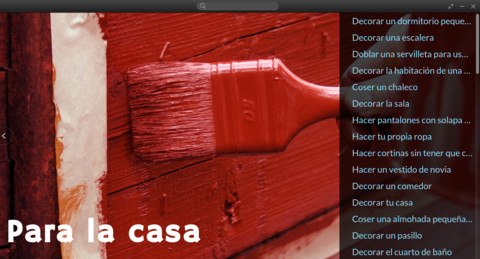 Para la casa
Decorar un dormitorio peque...
Decorar una escalera
Doblar una servilleta para us...
Decorar la habitación de una ...
Coser un chaleco
Decorar la sala
Hacer pantalones con solapa ...
Hacer tu propia ropa
Hacer cortinas sin tener que c...
Hacer un vestido de novia
Decorar un comedor
Decorar tu casa
Coser una almohada pequeña...
Decorar un pasillo
Decorar el cuarto de baño